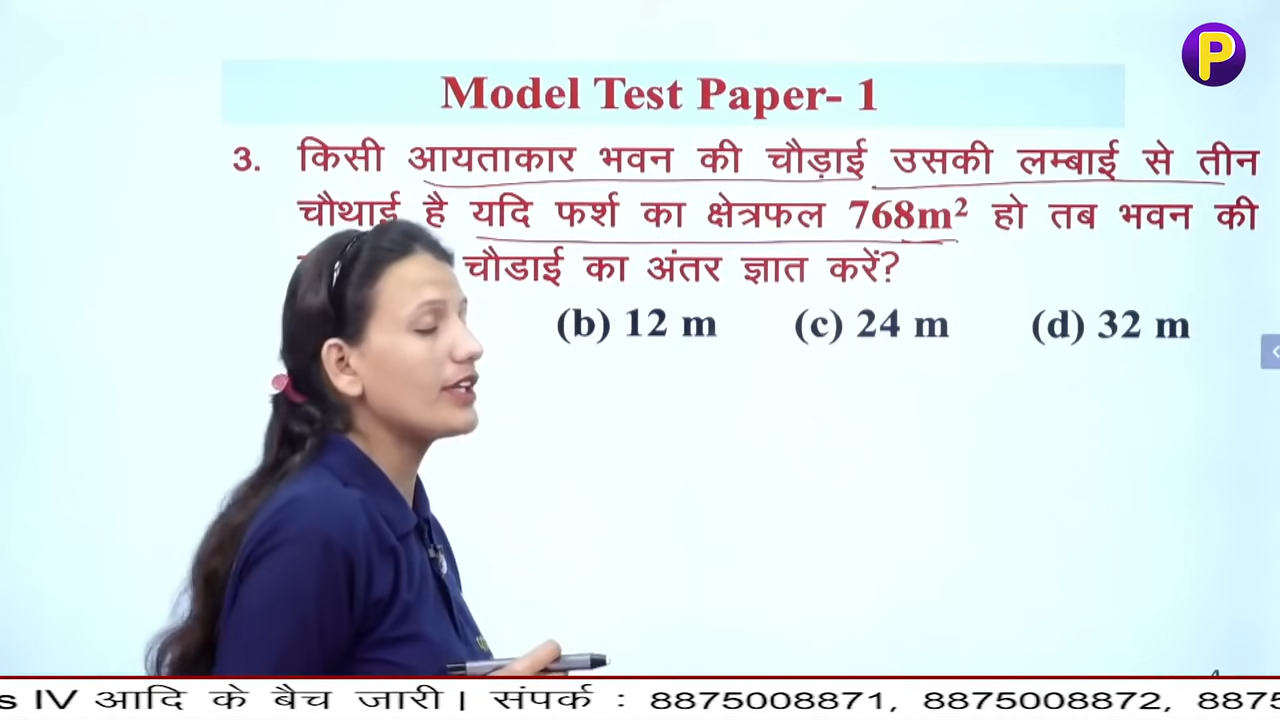 P
Model Test Paper- 1
3. किसी आयताकार भवन की चौड़ाई उसकी लम्बाई से तीन
चौथाई है यदि फर्श का क्षेत्रफल 768m² हो तब भवन की
चौडाई का अंतर ज्ञात करें?
(b) 12 m (c) 24 m (d) 32 m
s IV आदि के बैच जारी। संपर्क : 8875008871, 8875008872, 8875